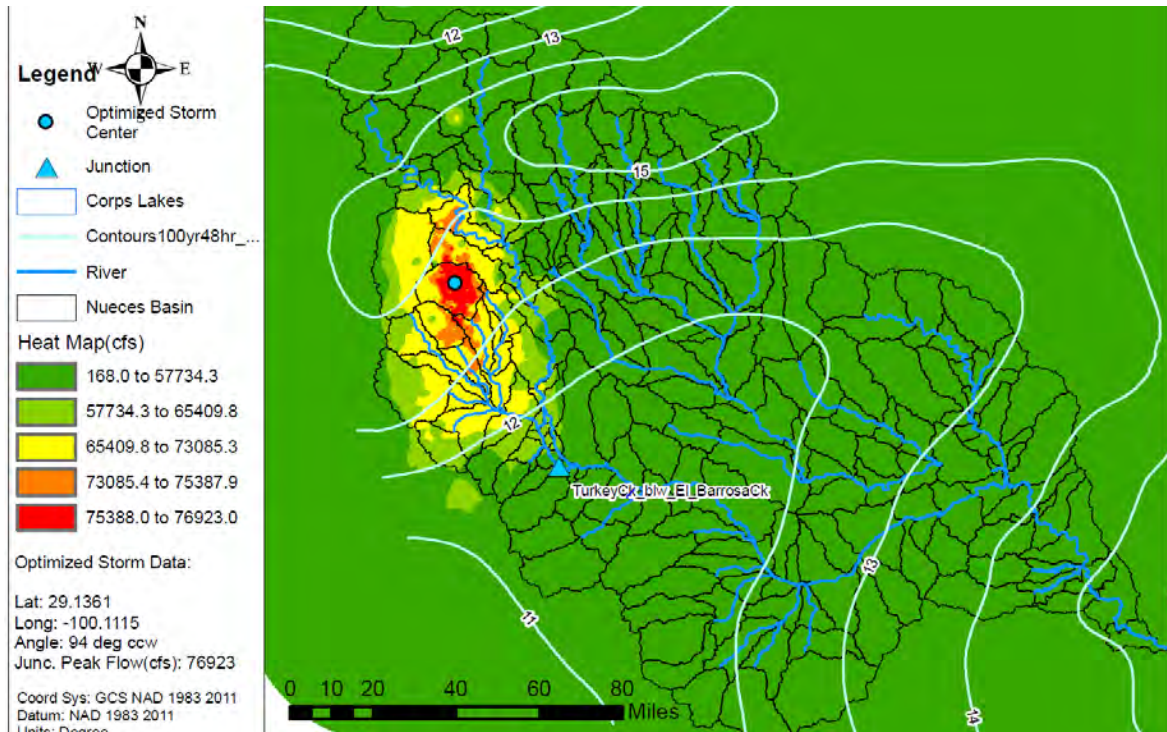 N
W
E
S
Legend
Optimized Storm
Center
Junction
Corps Lakes
Contours100yr48hr_...
River
Nueces Basin
Heat Map(cfs)
168.0 to 57734.3
57734.3 to 65409.8
65409.8 to 73085.3
73085.4 to 75387.9
75388.0 to 76923.0
Optimized Storm Data:
Lat: 29.1361
Long: -100.1115
Angle: 94 deg ccw
Junc. Peak Flow(cfs): 76923
Coord Sys: GCS NAD 1983 2011
Datum: NAD 1983 2011
Units: Degree
12
13
15
12
TurkeyCk_blw_El_BarrosaCk
11
13
14
0 10 20 40 60 80
Miles